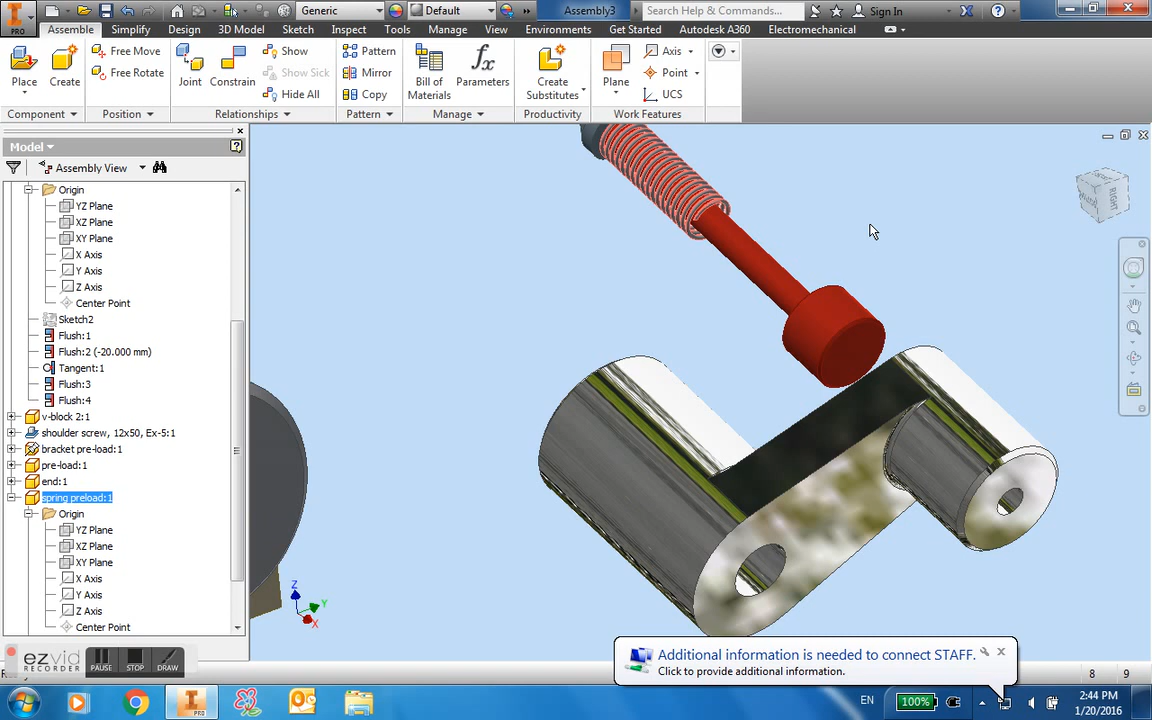 Generic
Default
Assembly3
Search Help & Commands...
Sign In
PRO
Assemble Simplify Design 3D Model Sketch Inspect Tools Manage View Environments Get Started Autodesk A360 Electromechanical
Place
Create
Free Move
Free Rotate
Joint
Constrain
Show
Show Sick
Hide All
Pattern
Mirror
Copy
Bill of
Materials
fx
Parameters
Create
Substitutes
Plane
Axis
Point
UCS
Component
Position
Relationships
Pattern
Manage
Productivity
Work Features
Model
Assembly View
Origin
YZ Plane
XZ Plane
XY Plane
X Axis
Y Axis
Z Axis
Center Point
Sketch2
Flush:1
Flush:2 (-20.000 mm)
Tangent:1
Flush:3
Flush:4
v-block 2:1
shoulder screw, 12x50, Ex-5:1
bracket pre-load:1
pre-load:1
end:1
spring preload:1
Origin
YZ Plane
XZ Plane
XY Plane
X Axis
Y Axis
Z Axis
Center Point
RIGHT
Z
Y
X
ezvid
RECORDER
PAUSE
STOP
DRAW
Additional information is needed to connect STAFF.
Click to provide additional information.
8 9
PRO
EN
100%
2:44 PM
1/20/2016